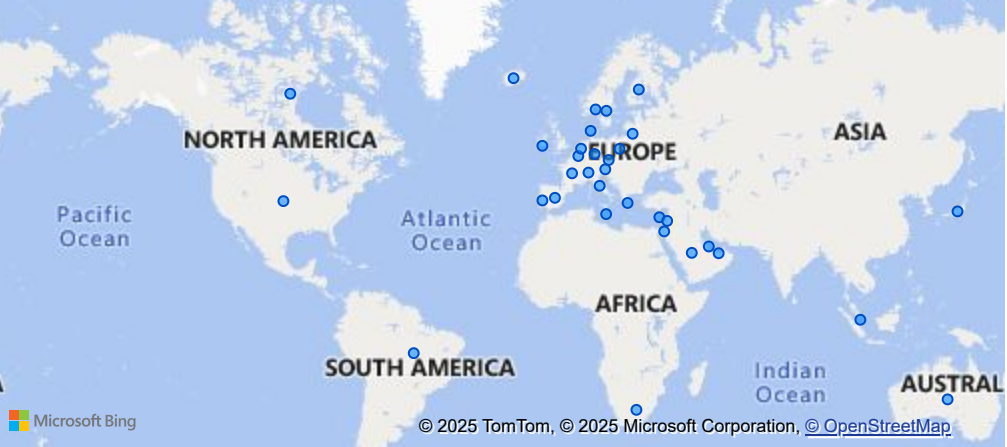 ASIA
NORTH AMERICA
EUROPE
Pacific
Ocean
Atlantic
Ocean
AFRICA
SOUTH AMERICA
Indian
Ocean
AUSTRAL
Microsoft Bing
© 2025 TomTom, © 2025 Microsoft Corporation, © OpenStreetMap